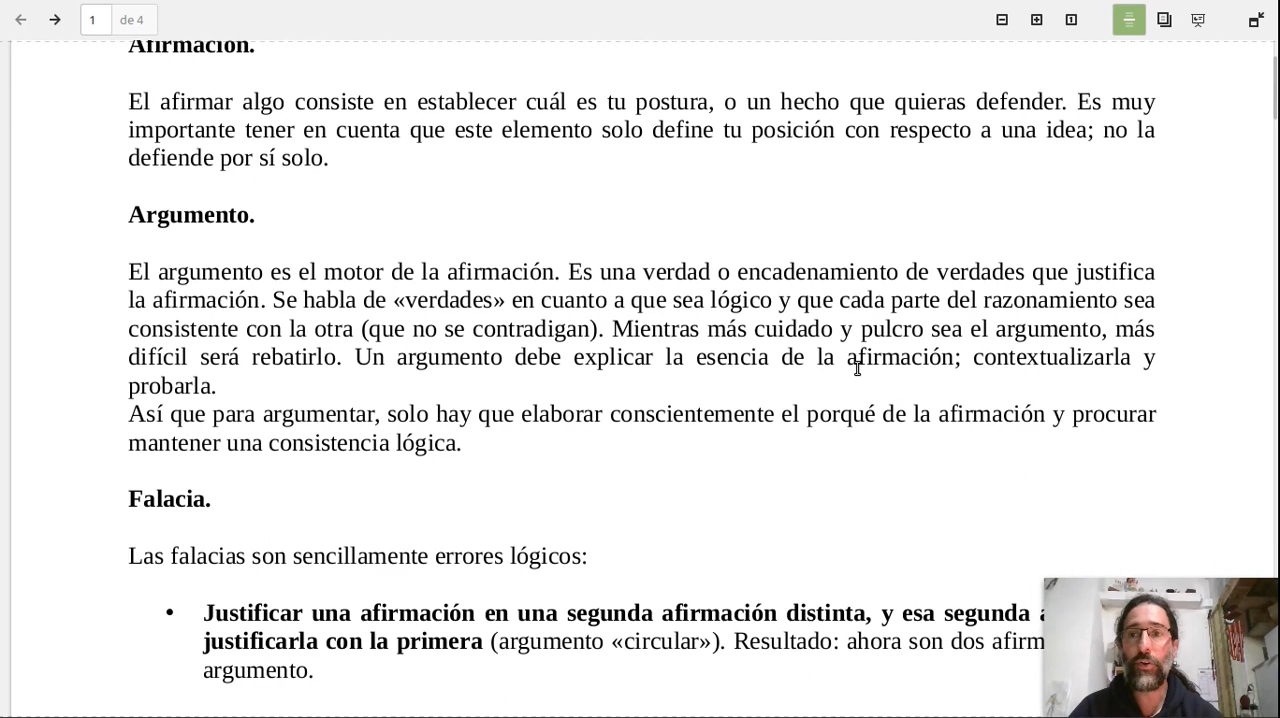 1
de 4
Afirmación.
El afirmar algo consiste en establecer cuál es tu postura, o un hecho que quieras defender. Es muy
importante tener en cuenta que este elemento solo define tu posición con respecto a una idea; no la
defiende por sí solo.
Argumento.
El argumento es el motor de la afirmación. Es una verdad o encadenamiento de verdades que justifica
la afirmación. Se habla de «verdades» en cuanto a que sea lógico y que cada parte del razonamiento sea
consistente con la otra (que no se contradigan). Mientras más cuidado y pulcro sea el argumento, más
difícil será rebatirlo. Un argumento debe explicar la esencia de la afirmación; contextualizarla y
probarla.
Así que para argumentar, solo hay que elaborar conscientemente el porqué de la afirmación y procurar
mantener una consistencia lógica.
Falacia.
Las falacias son sencillamente errores lógicos:
• Justificar una afirmación en una segunda afirmación distinta, y esa segunda
justificarla con la primera (argumento «circular»). Resultado: ahora son dos
argumento.